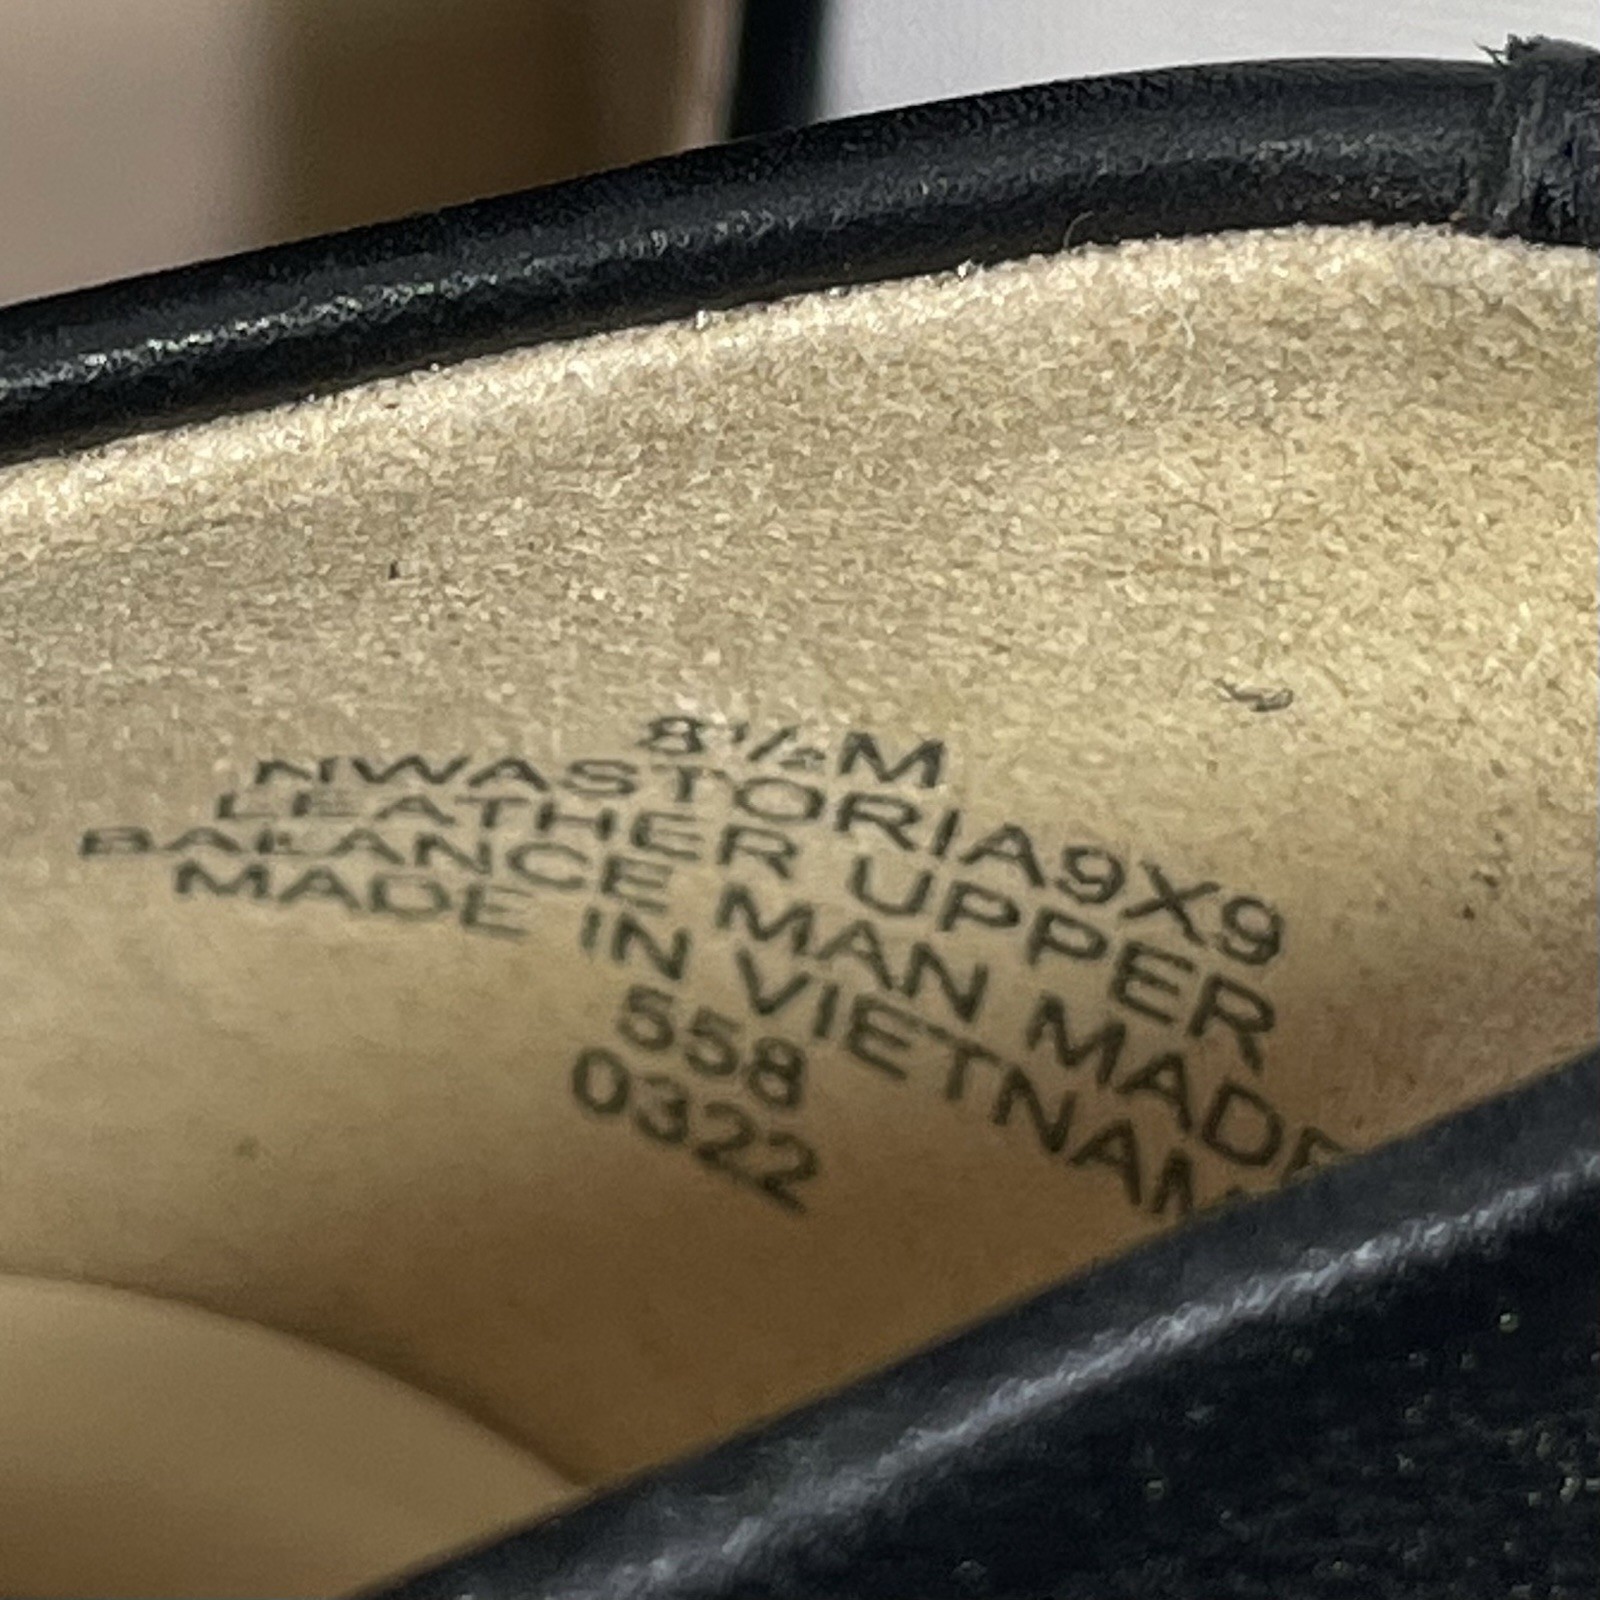 8½M
NWASTORIA9X9
LEATHER UPPER
BALANCE MAN MADE
MADE IN VIETNAM
558
0322